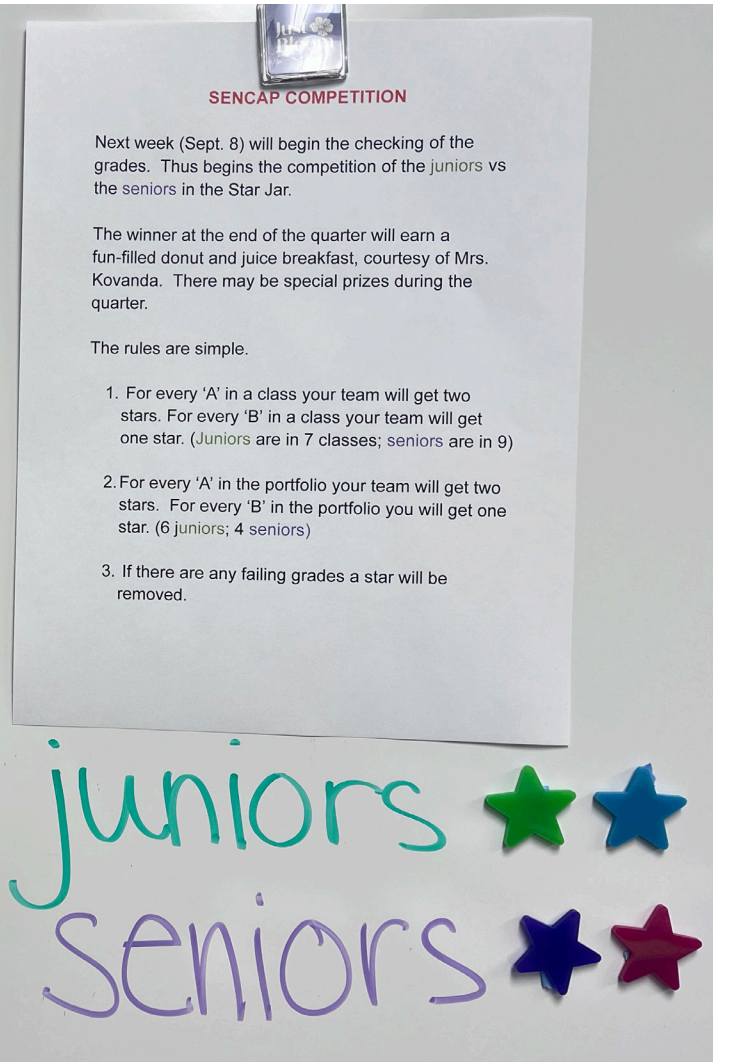 Just
SENCAP COMPETITION
Next week (Sept. 8) will begin the checking of the
grades.  Thus begins the competition of the juniors vs
the seniors in the Star Jar.
The winner at the end of the quarter will earn a
fun-filled donut and juice breakfast, courtesy of Mrs.
Kovanda.  There may be special prizes during the
quarter.
The rules are simple.
1. For every ‘A’ in a class your team will get two
stars. For every ‘B’ in a class your team will get
one star. (Juniors are in 7 classes; seniors are in 9)
2. For every ‘A’ in the portfolio your team will get two
stars.  For every ‘B’ in the portfolio you will get one
star. (6 juniors; 4 seniors)
3. If there are any failing grades a star will be
removed.
juniors
seniors